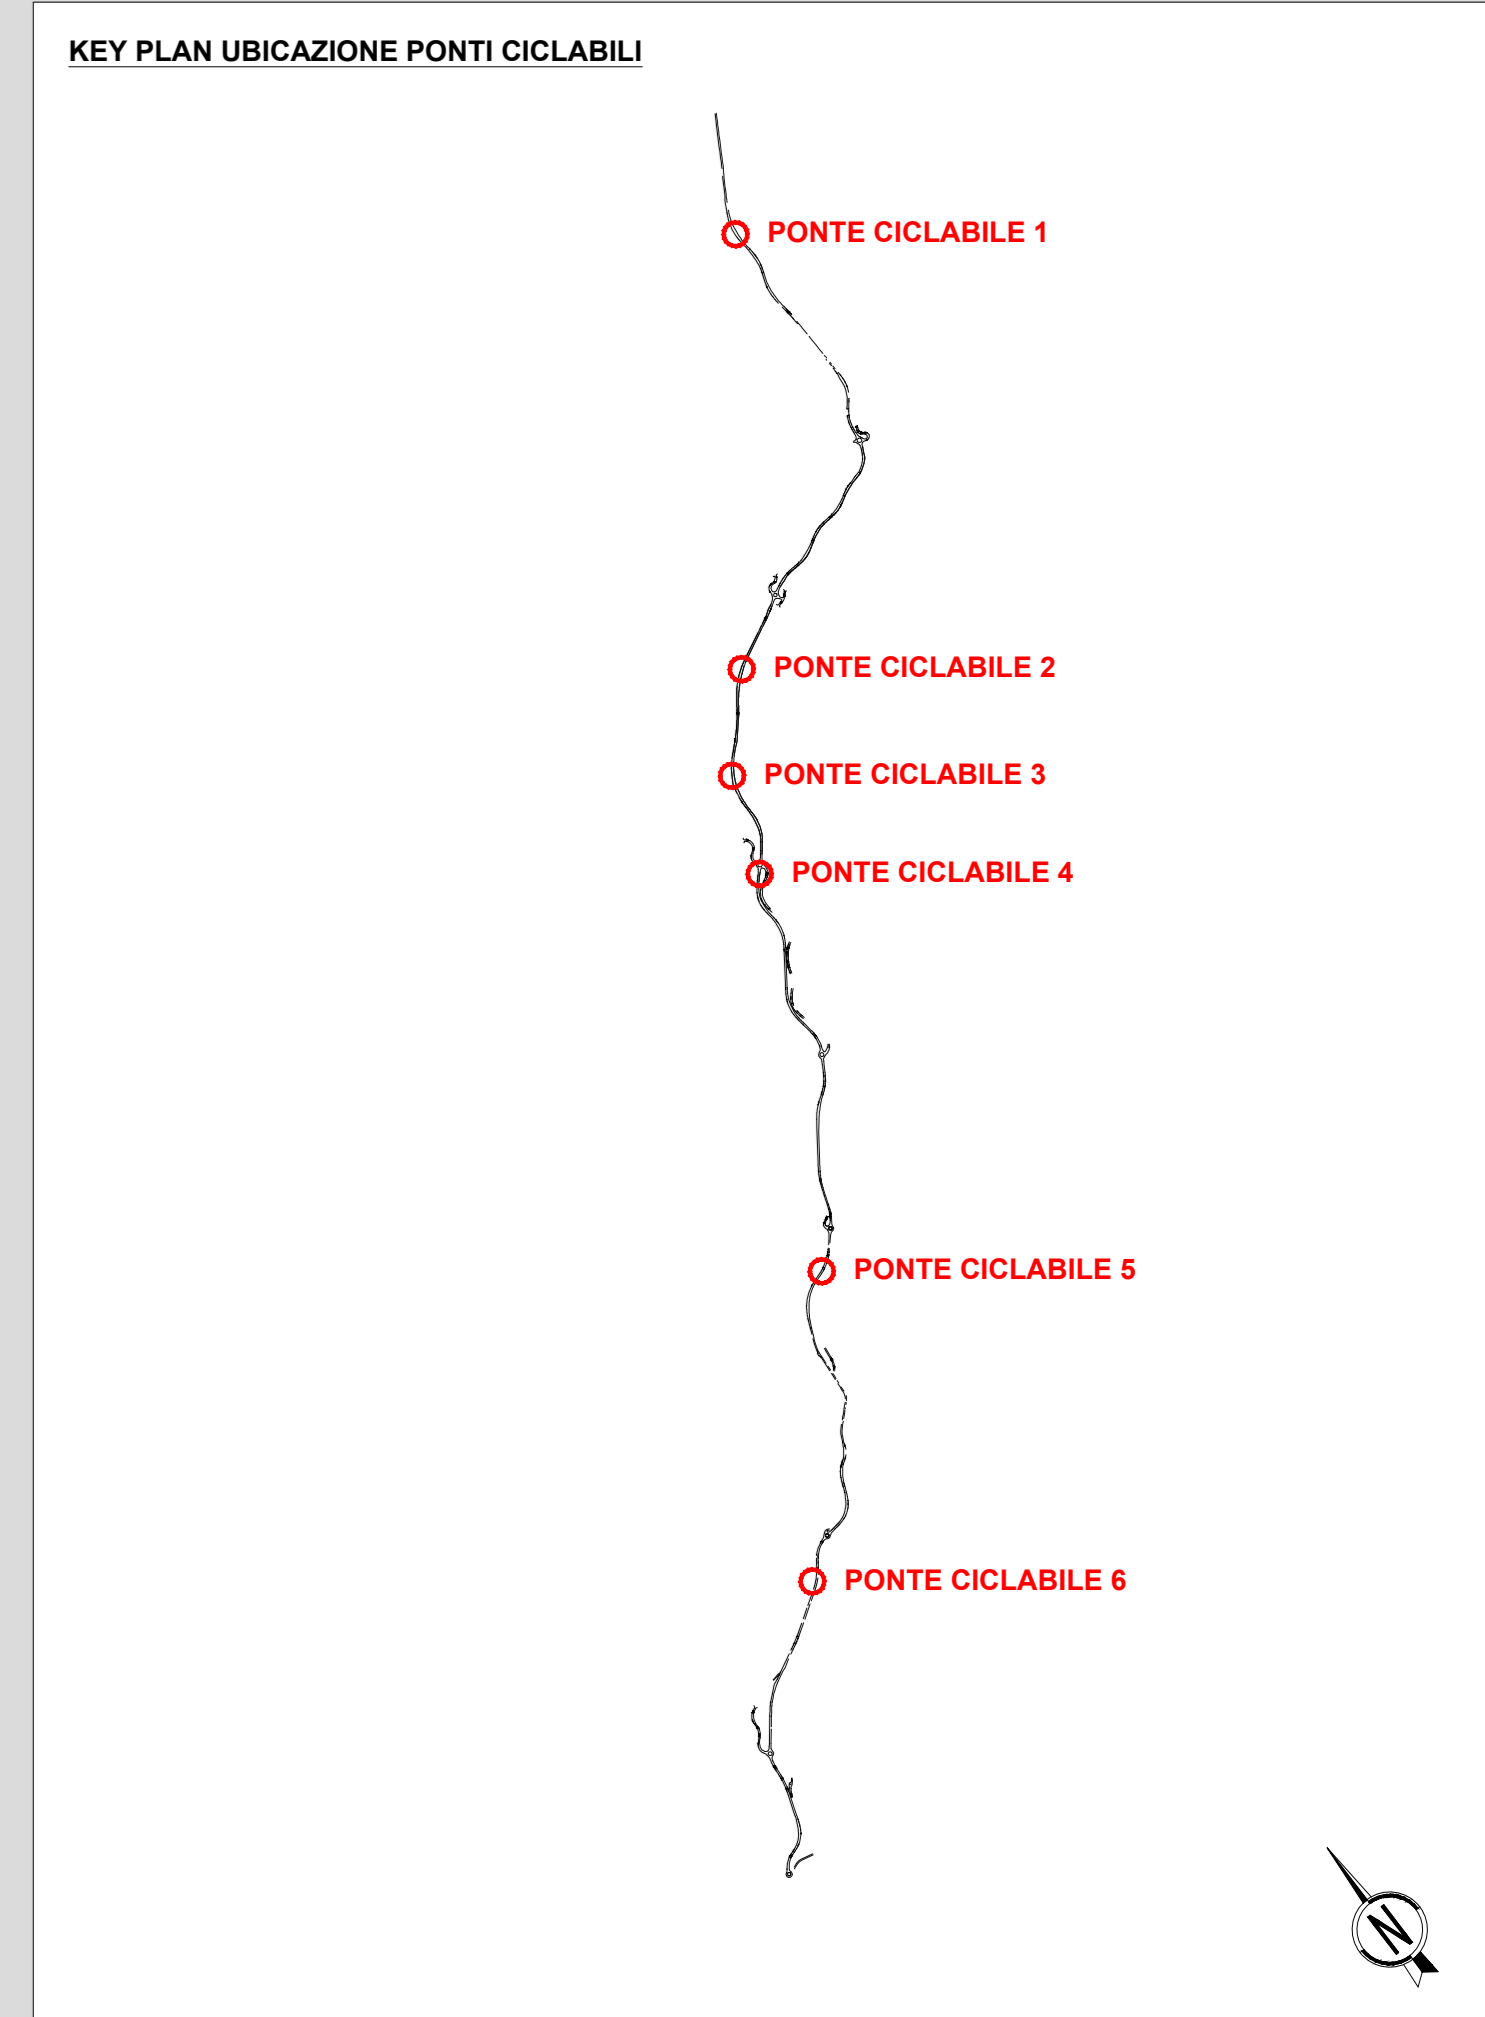 KEY PLAN UBICAZIONE PONTI CICLABILI
PONTE CICLABILE 1
PONTE CICLABILE 2
PONTE CICLABILE 3
PONTE CICLABILE 4
PONTE CICLABILE 5
PONTE CICLABILE 6
N